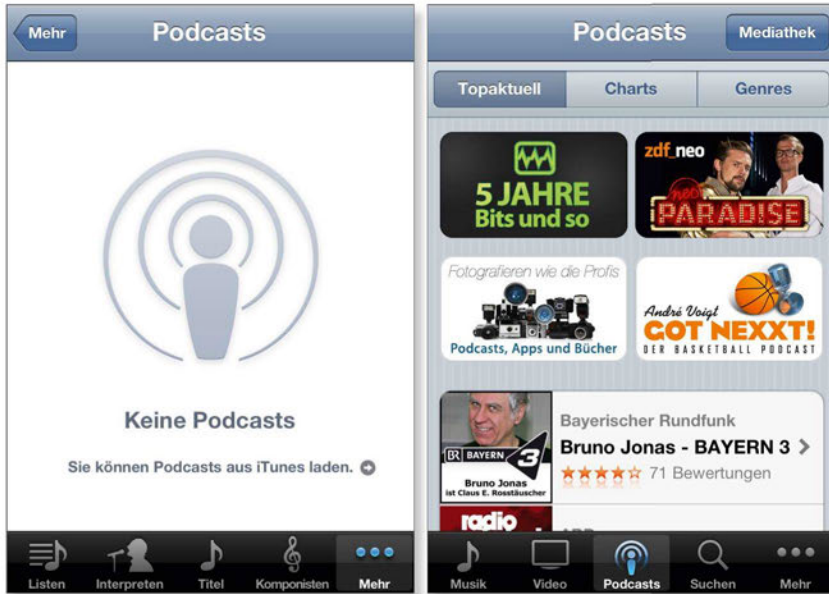 Mehr
Podcasts
Keine Podcasts
Sie können Podcasts aus iTunes laden.
Listen
Interpreten
Titel
Komponisten
Mehr
Podcasts
Mediathek
Topaktuell
Charts
Genres
5 JAHRE
Bits und so
zdf_neo
neo
PARADISE
Fotografieren wie die Profis
Podcasts, Apps und Bücher
André Voigt
GOT NEXXT!
DER BASKETBALL PODCAST
BR BAYERN 3
Bruno Jonas
ist Claus E. Rosstäuscher
Bayerischer Rundfunk
Bruno Jonas - BAYERN 3
71 Bewertungen
radio
Musik
Video
Podcasts
Suchen
Mehr